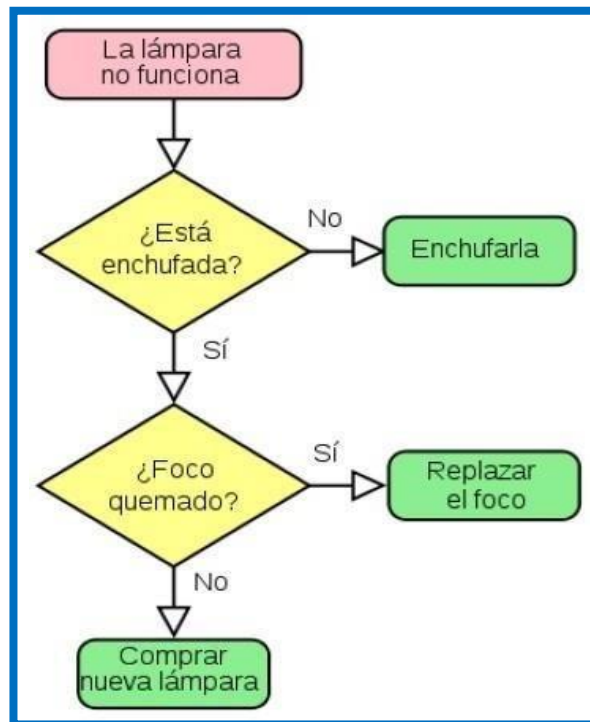 La lámpara
no funciona
¿Está
enchufada?
No
Enchufarla
Sí
¿Foco
quemado?
Sí
Replazar
el foco
No
Comprar
nueva lámpara